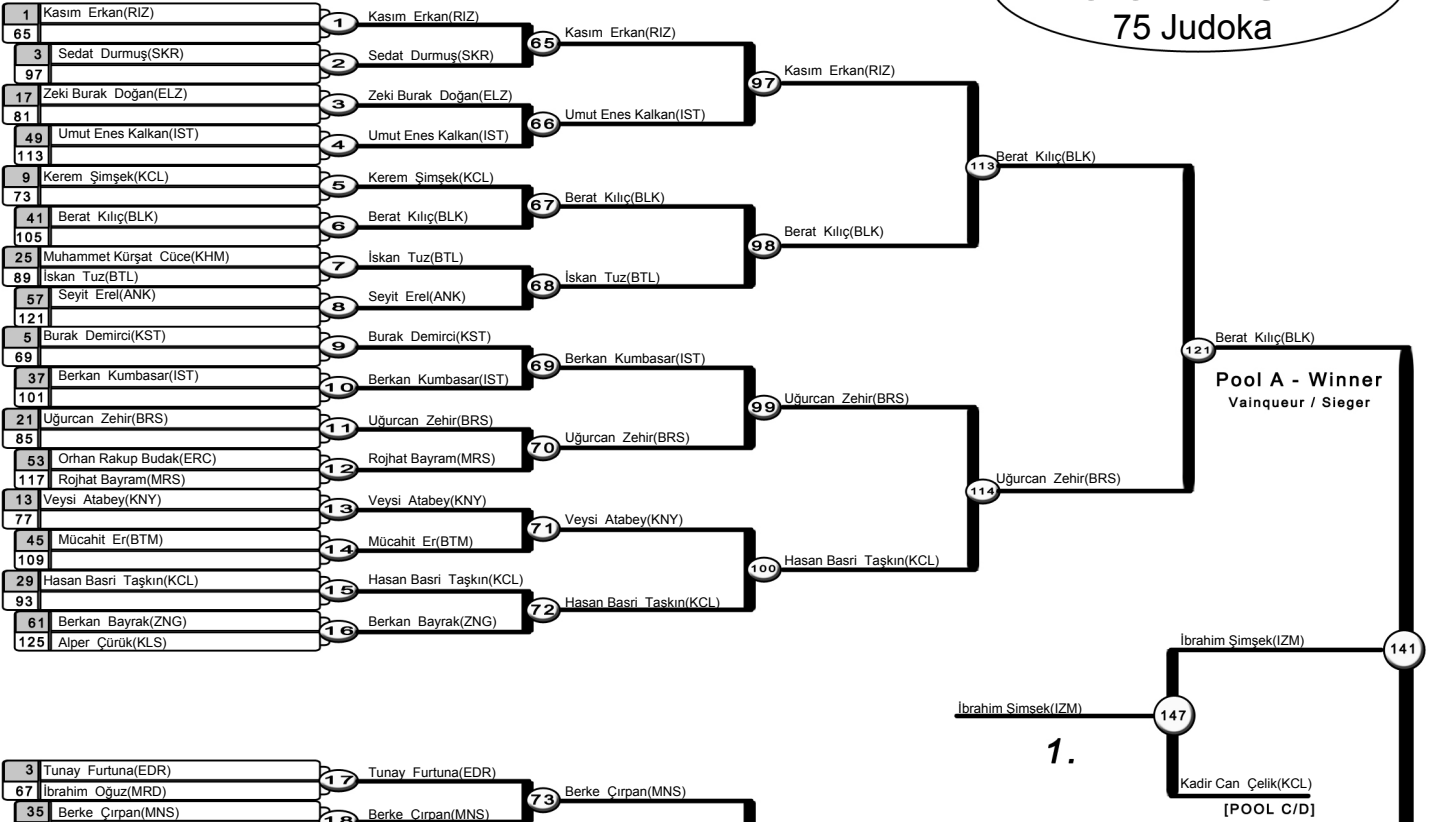 75 Judoka
1 Kasım Erkan(RIZ)
65
3 Sedat Durmuş(SKR)
97
17 Zeki Burak Doğan(ELZ)
81
49 Umut Enes Kalkan(IST)
113
9 Kerem Şimşek(KCL)
73
41 Berat Kılıç(BLK)
105
25 Muhammet Kürşat Cüce(KHM)
89 İskan Tuz(BTL)
57 Seyit Erel(ANK)
121
5 Burak Demirci(KST)
69
37 Berkan Kumbasar(IST)
101
21 Uğurcan Zehir(BRS)
85
53 Orhan Rakup Budak(ERC)
117 Rojhat Bayram(MRS)
13 Veysi Atabey(KNY)
77
45 Mücahit Er(BTM)
109
29 Hasan Basri Taşkın(KCL)
93
61 Berkan Bayrak(ZNG)
125 Alper Çürük(KLS)
1 Kasım Erkan(RIZ)
2 Sedat Durmuş(SKR)
3 Zeki Burak Doğan(ELZ)
4 Umut Enes Kalkan(IST)
5 Kerem Şimşek(KCL)
6 Berat Kılıç(BLK)
7 İskan Tuz(BTL)
8 Seyit Erel(ANK)
9 Burak Demirci(KST)
10 Berkan Kumbasar(IST)
11 Uğurcan Zehir(BRS)
12 Rojhat Bayram(MRS)
13 Veysi Atabey(KNY)
14 Mücahit Er(BTM)
15 Hasan Basri Taşkın(KCL)
16 Berkan Bayrak(ZNG)
65 Kasım Erkan(RIZ)
66 Umut Enes Kalkan(IST)
67 Berat Kılıç(BLK)
68 İskan Tuz(BTL)
69 Berkan Kumbasar(IST)
70 Uğurcan Zehir(BRS)
71 Veysi Atabey(KNY)
72 Hasan Basri Taskın(KCL)
97 Kasım Erkan(RIZ)
98 Berat Kılıç(BLK)
99 Uğurcan Zehir(BRS)
100 Hasan Basri Taşkın(KCL)
113 Berat Kılıç(BLK)
114 Uğurcan Zehir(BRS)
121 Berat Kılıç(BLK)
Pool A - Winner
Vainqueur / Sieger
İbrahim Şimşek(IZM) 141
İbrahim Simsek(IZM) 147
1.
Kadir Can Çelik(KCL)
[POOL C/D]
3 Tunay Furtuna(EDR)
67 İbrahim Oğuz(MRD)
35 Berke Çırpan(MNS)
17 Tunay Furtuna(EDR)
18 Berke Çırpan(MNS)
73 Berke Çırpan(MNS)